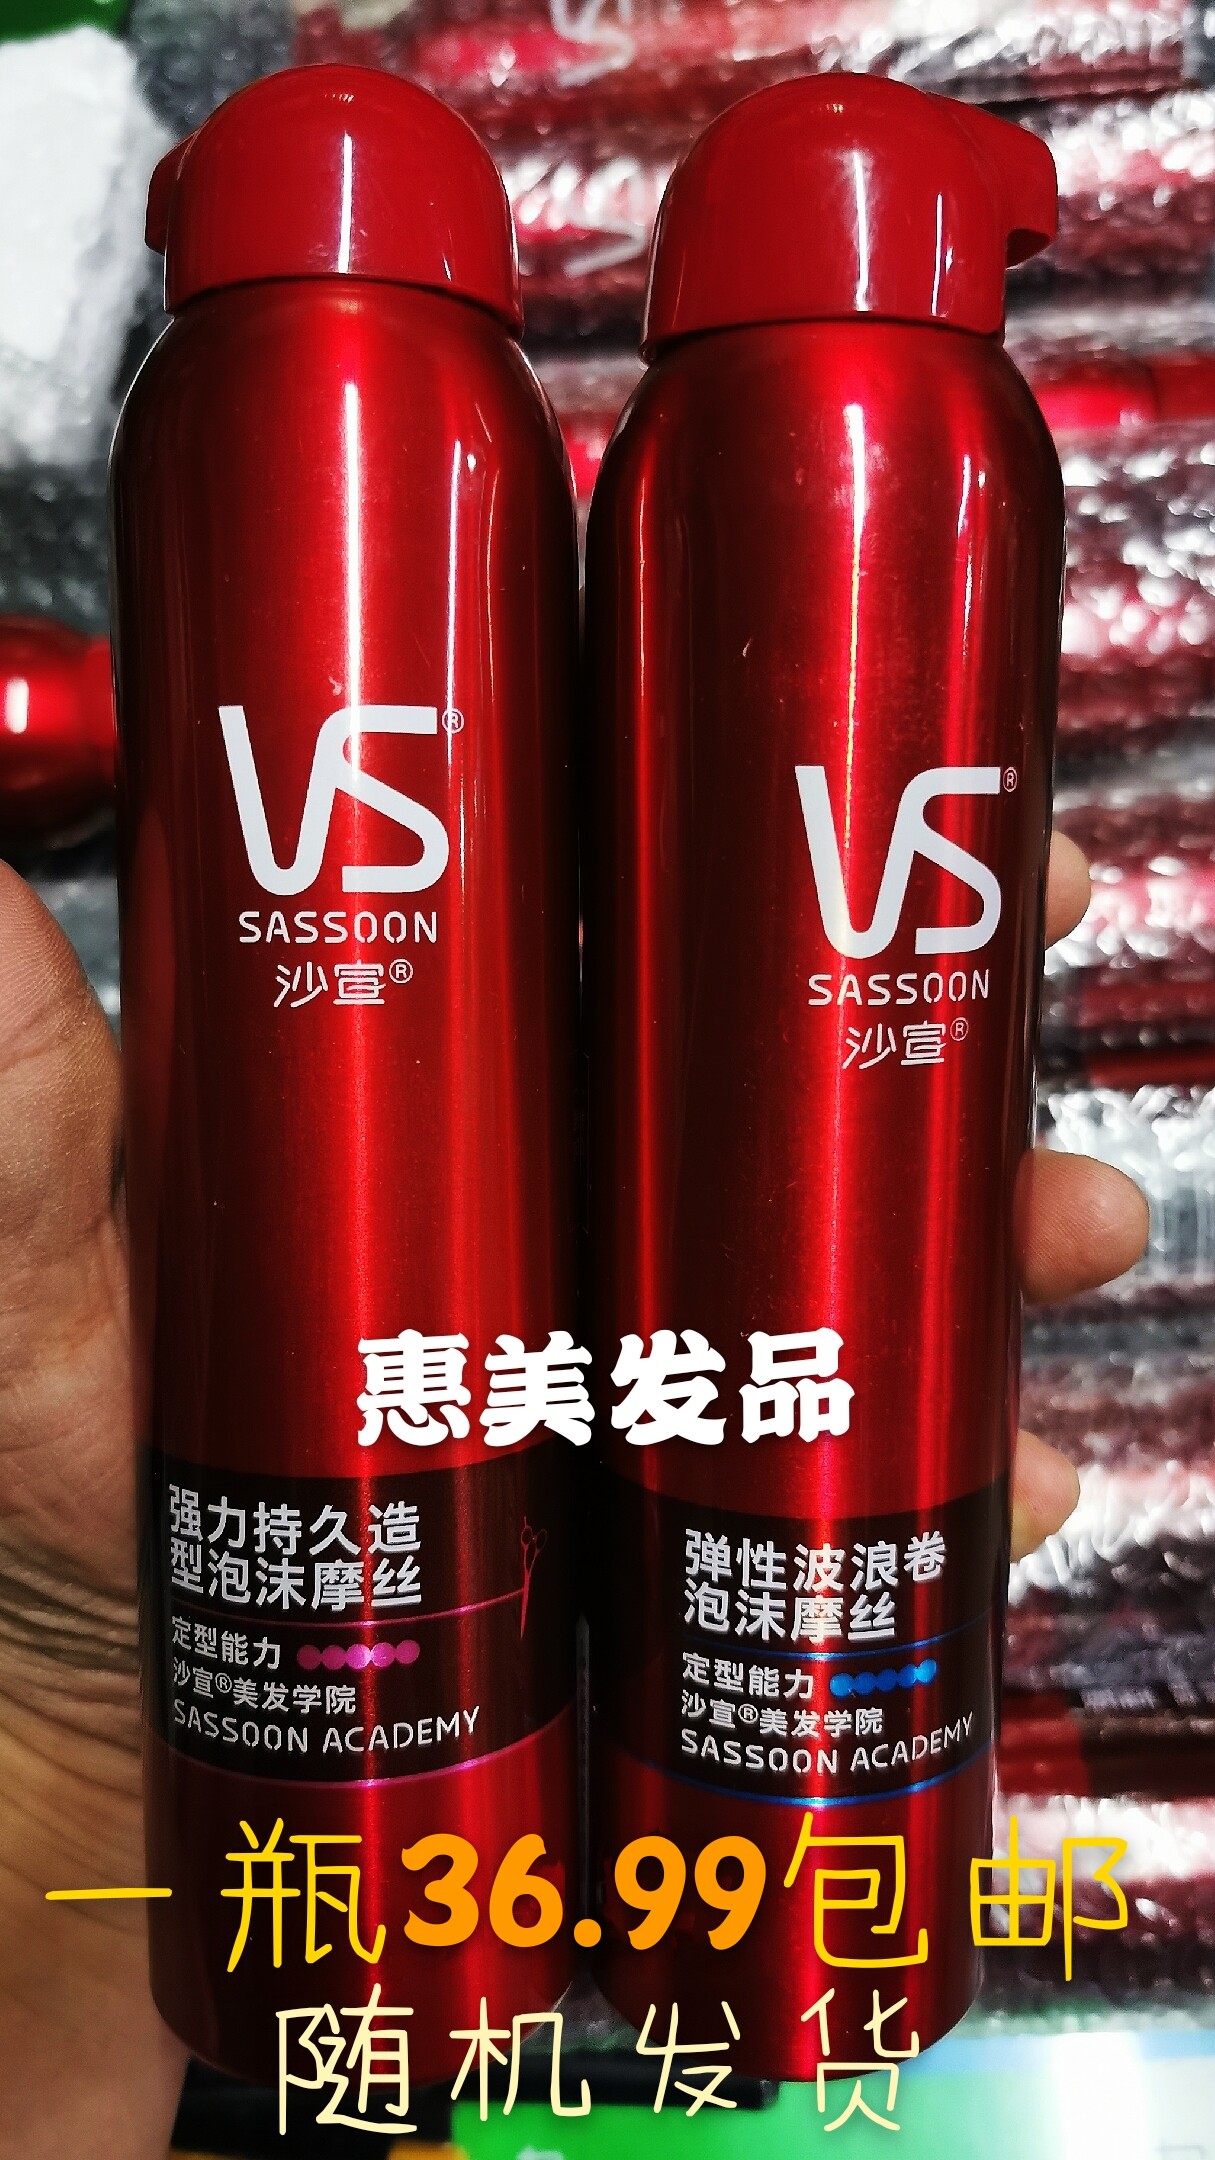 VS®
SASSOON
沙宣®
强力持久造
型泡沫摩丝
定型能力
沙宣®美发学院
SASSOON ACADEMY
VS®
SASSOON
沙宣®
弹性波浪卷
泡沫摩丝
定型能力
沙宣®美发学院
SASSOON ACADEMY
惠美发品
一瓶36.99包邮
随机发货